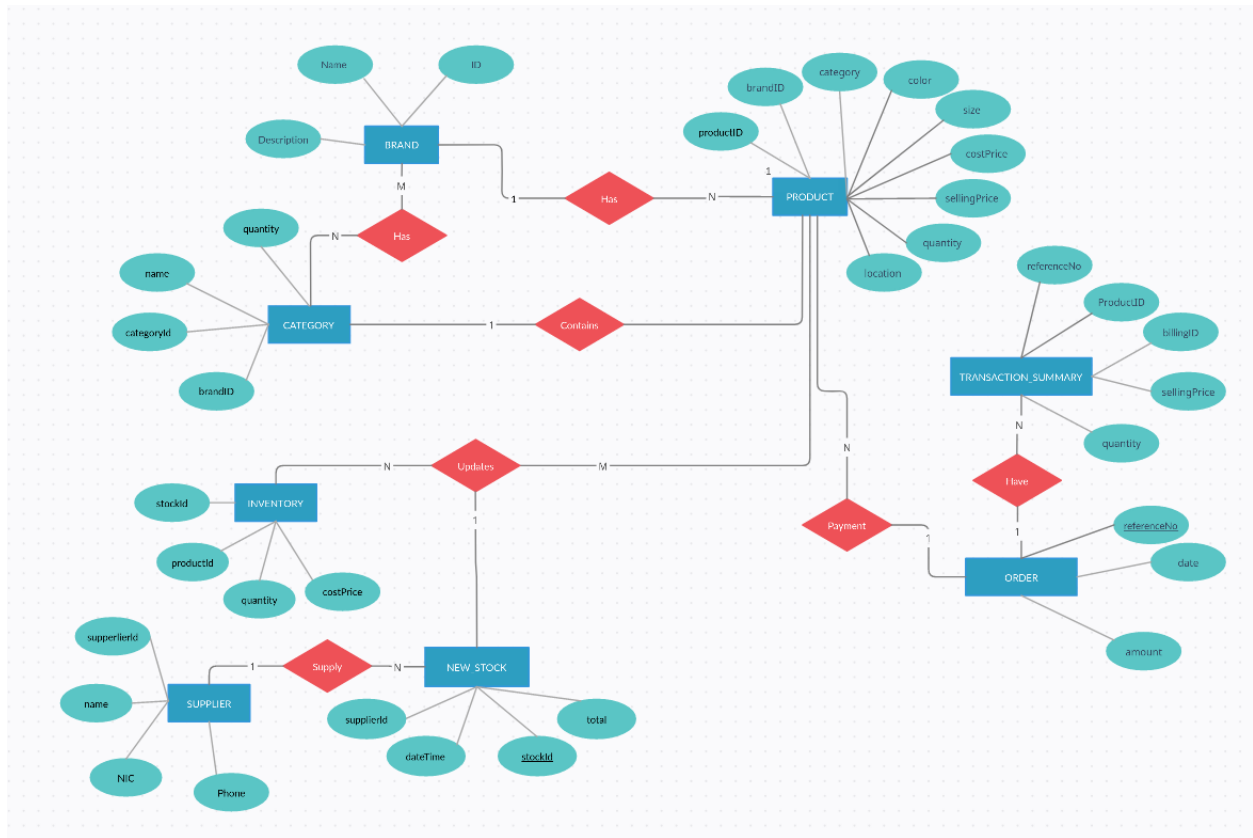 Name
ID
Description
BRAND
M
Has
N
quantity
name
categoryId
brandID
CATEGORY
1
Has
N
1
Contains
1
productID
brandID
category
color
size
costPrice
sellingPrice
quantity
location
PRODUCT
referenceNo
ProductID
billingID
sellingPrice
quantity
TRANSACTION_SUMMARY
N
Have
1
N
Payment
1
referenceNo
date
amount
ORDER
N
Updates
M
1
stockId
INVENTORY
productId
quantity
costPrice
supperlierId
name
NIC
Phone
SUPPLIER
1
Supply
N
NEW_STOCK
supplierId
dateTime
stockId
total